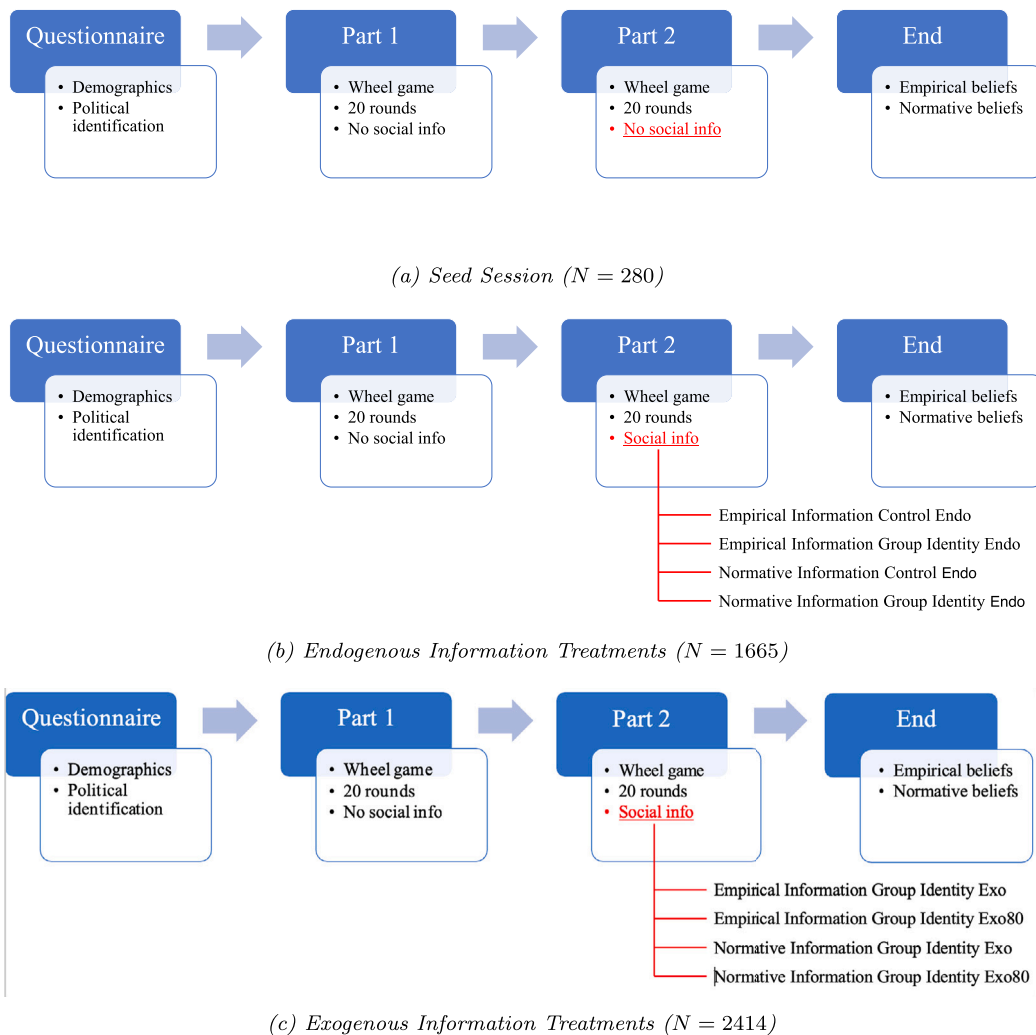 Questionnaire
• Demographics
• Political
identification
Part 1
• Wheel game
• 20 rounds
• No social info
Part 2
• Wheel game
• 20 rounds
• No social info
End
• Empirical beliefs
• Normative beliefs
(a) Seed Session (N = 280)
Questionnaire
• Demographics
• Political
identification
Part 1
• Wheel game
• 20 rounds
• No social info
Part 2
• Wheel game
• 20 rounds
• Social info
End
• Empirical beliefs
• Normative beliefs
Empirical Information Control Endo
Empirical Information Group Identity Endo
Normative Information Control Endo
Normative Information Group Identity Endo
(b) Endogenous Information Treatments (N = 1665)
Questionnaire
• Demographics
• Political
identification
Part 1
• Wheel game
• 20 rounds
• No social info
Part 2
• Wheel game
• 20 rounds
• Social info
End
• Empirical beliefs
• Normative beliefs
Empirical Information Group Identity Exo
Empirical Information Group Identity Exo80
Normative Information Group Identity Exo
Normative Information Group Identity Exo80
(c) Exogenous Information Treatments (N = 2414)